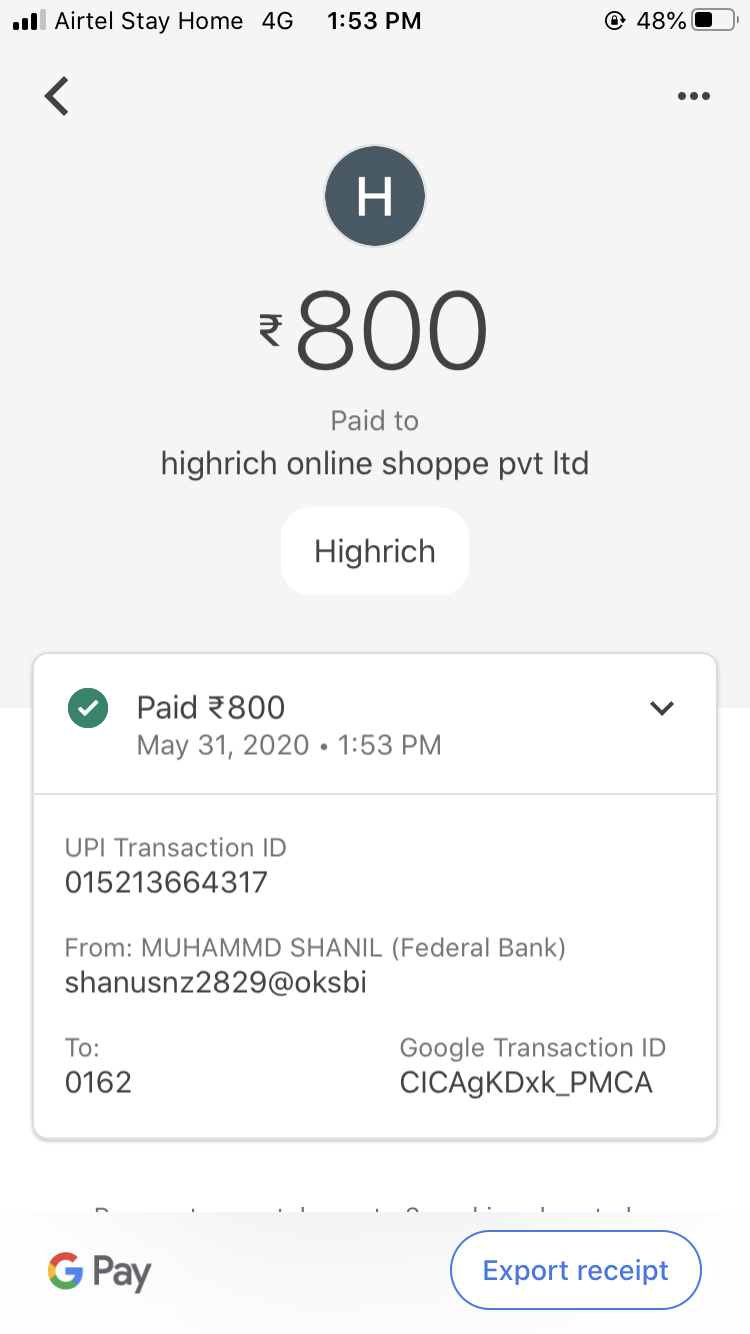 Airtel Stay Home 4G 1:53 PM 48%
H
₹800
Paid to
highrich online shoppe pvt ltd
Highrich
Paid ₹800
May 31, 2020 • 1:53 PM
UPI Transaction ID
015213664317
From: MUHAMMD SHANIL (Federal Bank)
shanusnz2829@oksbi
To:
0162
Google Transaction ID
CICAgKDxk_PMCA
G Pay
Export receipt